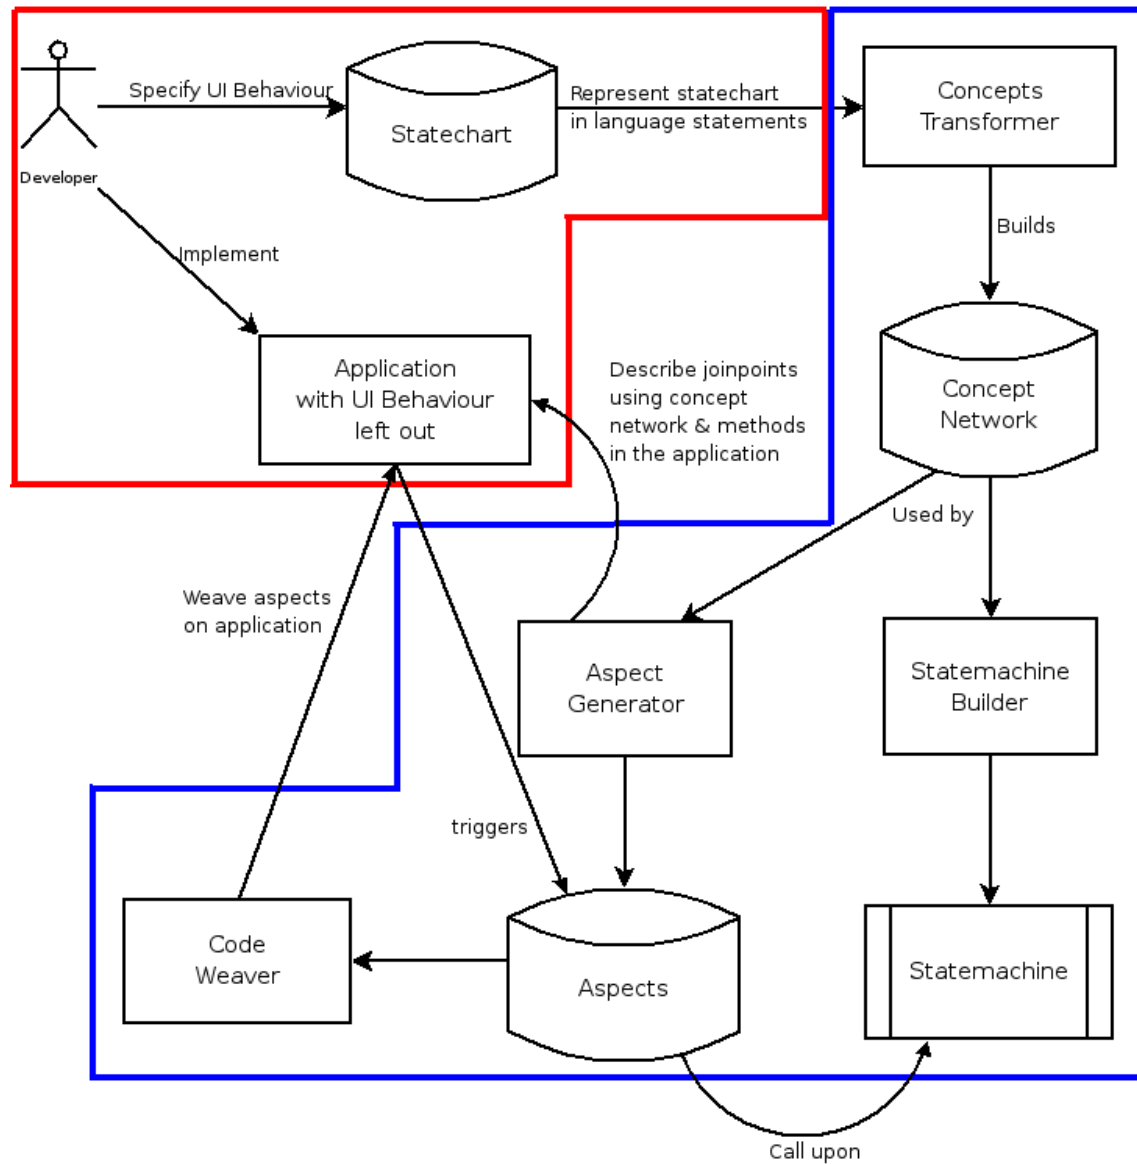 Specify UI Behaviour
Statechart
Represent statechart
in language statements
Concepts
Transformer
Developer
Implement
Builds
Application
with UI Behaviour
left out
Describe joinpoints
using concept
network & methods
in the application
Concept
Network
Used by
Weave aspects
on application
Aspect
Generator
Statemachine
Builder
triggers
Code
Weaver
Aspects
Statemachine
Call upon